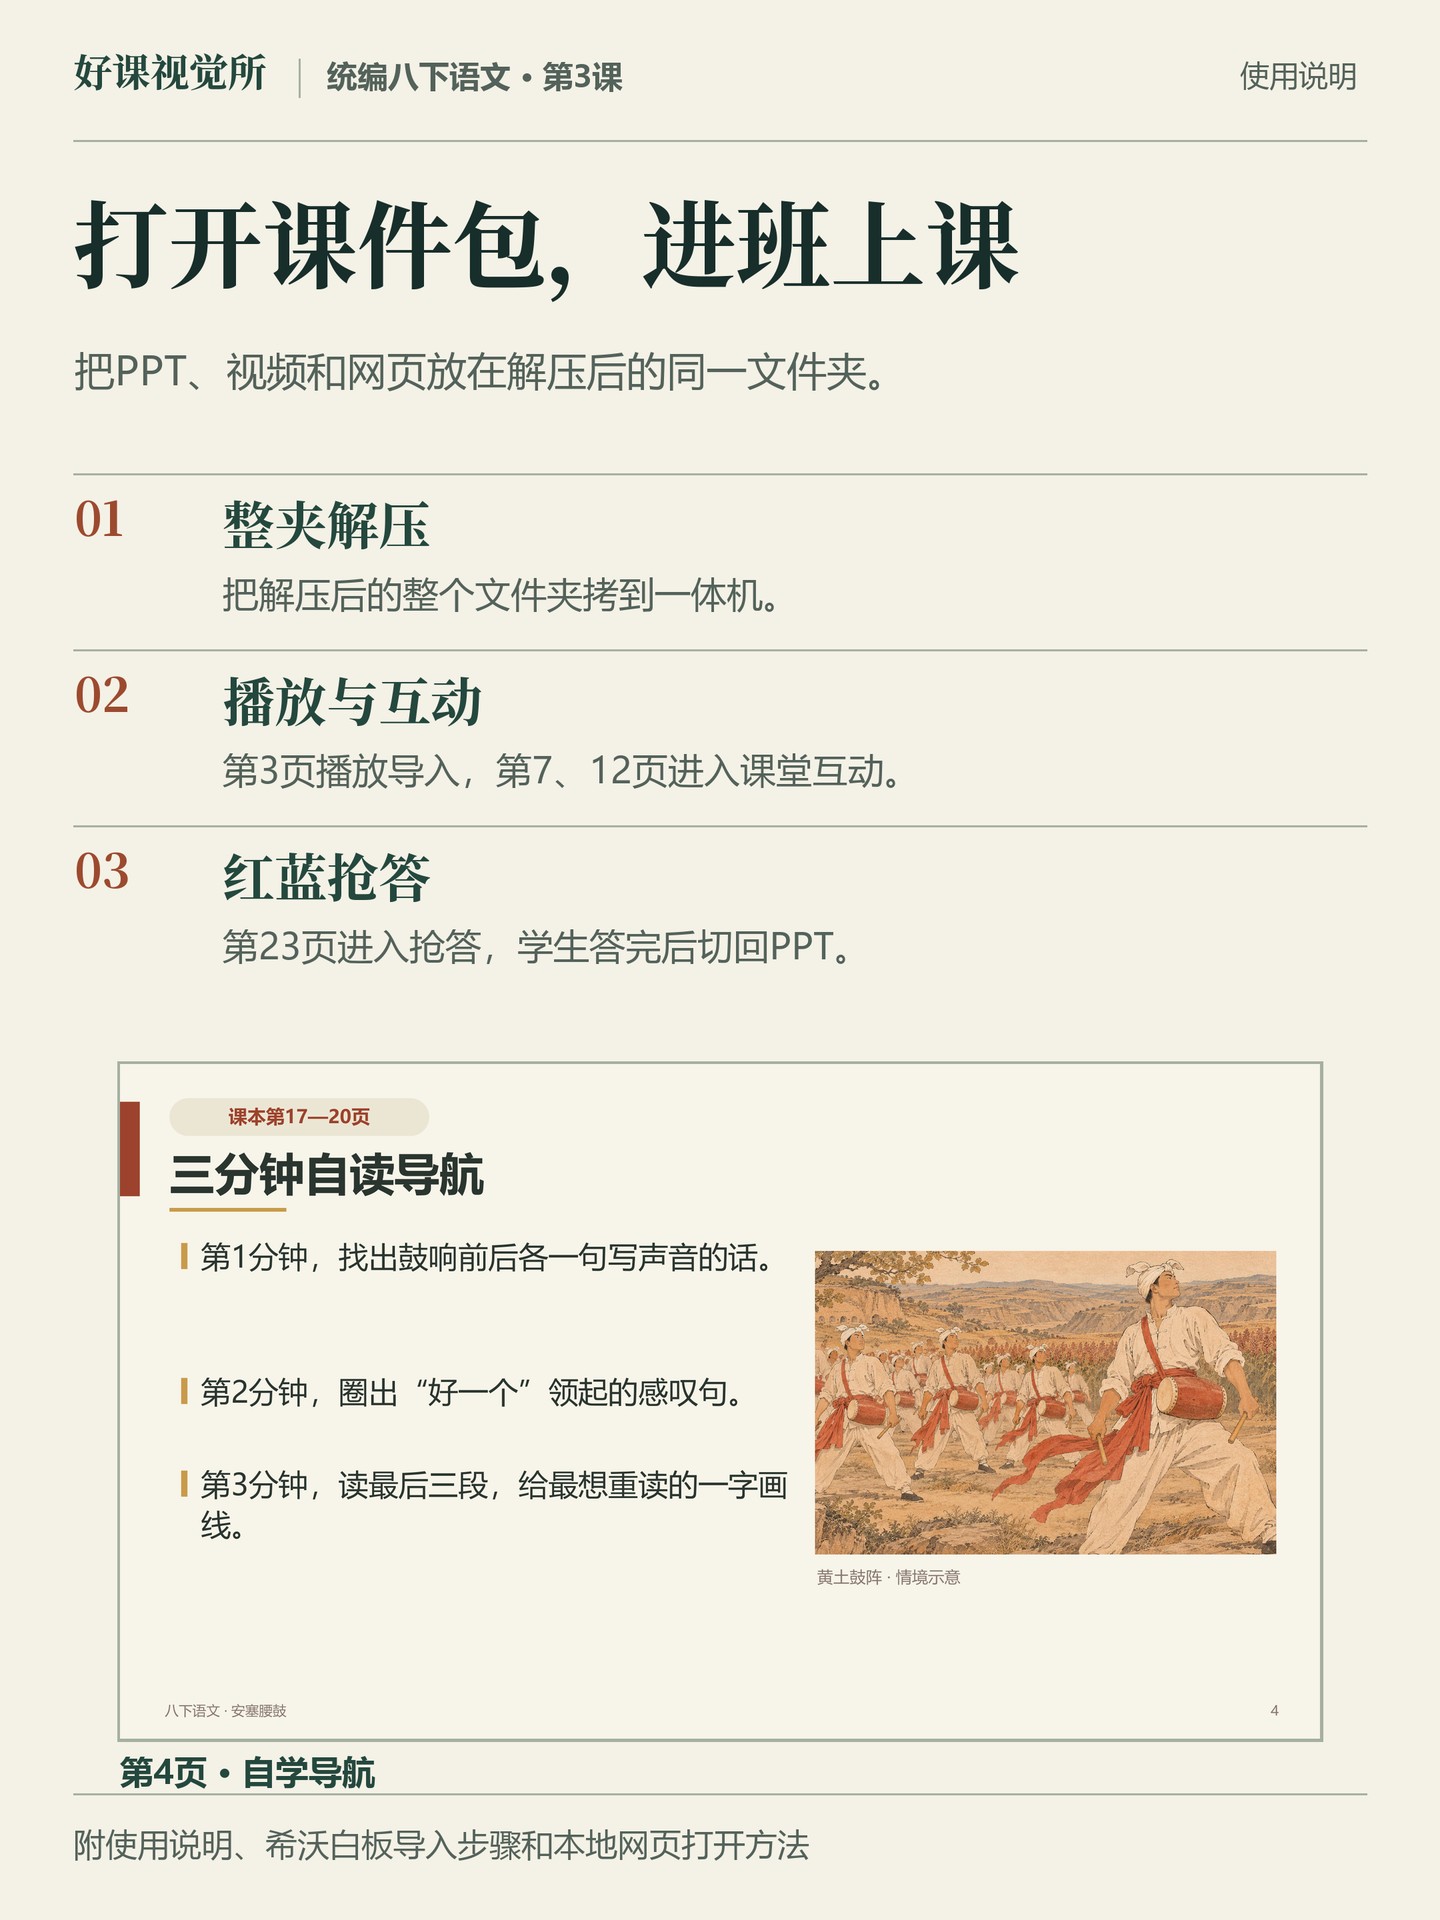 好课视觉所
统编八下语文·第3课
使用说明
打开课件包，进班上课
把PPT、视频和网页放在解压后的同一文件夹。
01
整夹解压
把解压后的整个文件夹拷到一体机。
02
播放与互动
第3页播放导入，第7、12页进入课堂互动。
03
红蓝抢答
第23页进入抢答，学生答完后切回PPT。
课本第17—20页
三分钟自读导航
第1分钟，找出鼓响前后各一句写声音的话。
第2分钟，圈出“好一个”领起的感叹句。
第3分钟，读最后三段，给最想重读的一字画
线。
黄土鼓阵·情境示意
八下语文·安塞腰鼓
4
第4页·自学导航
附使用说明、希沃白板导入步骤和本地网页打开方法